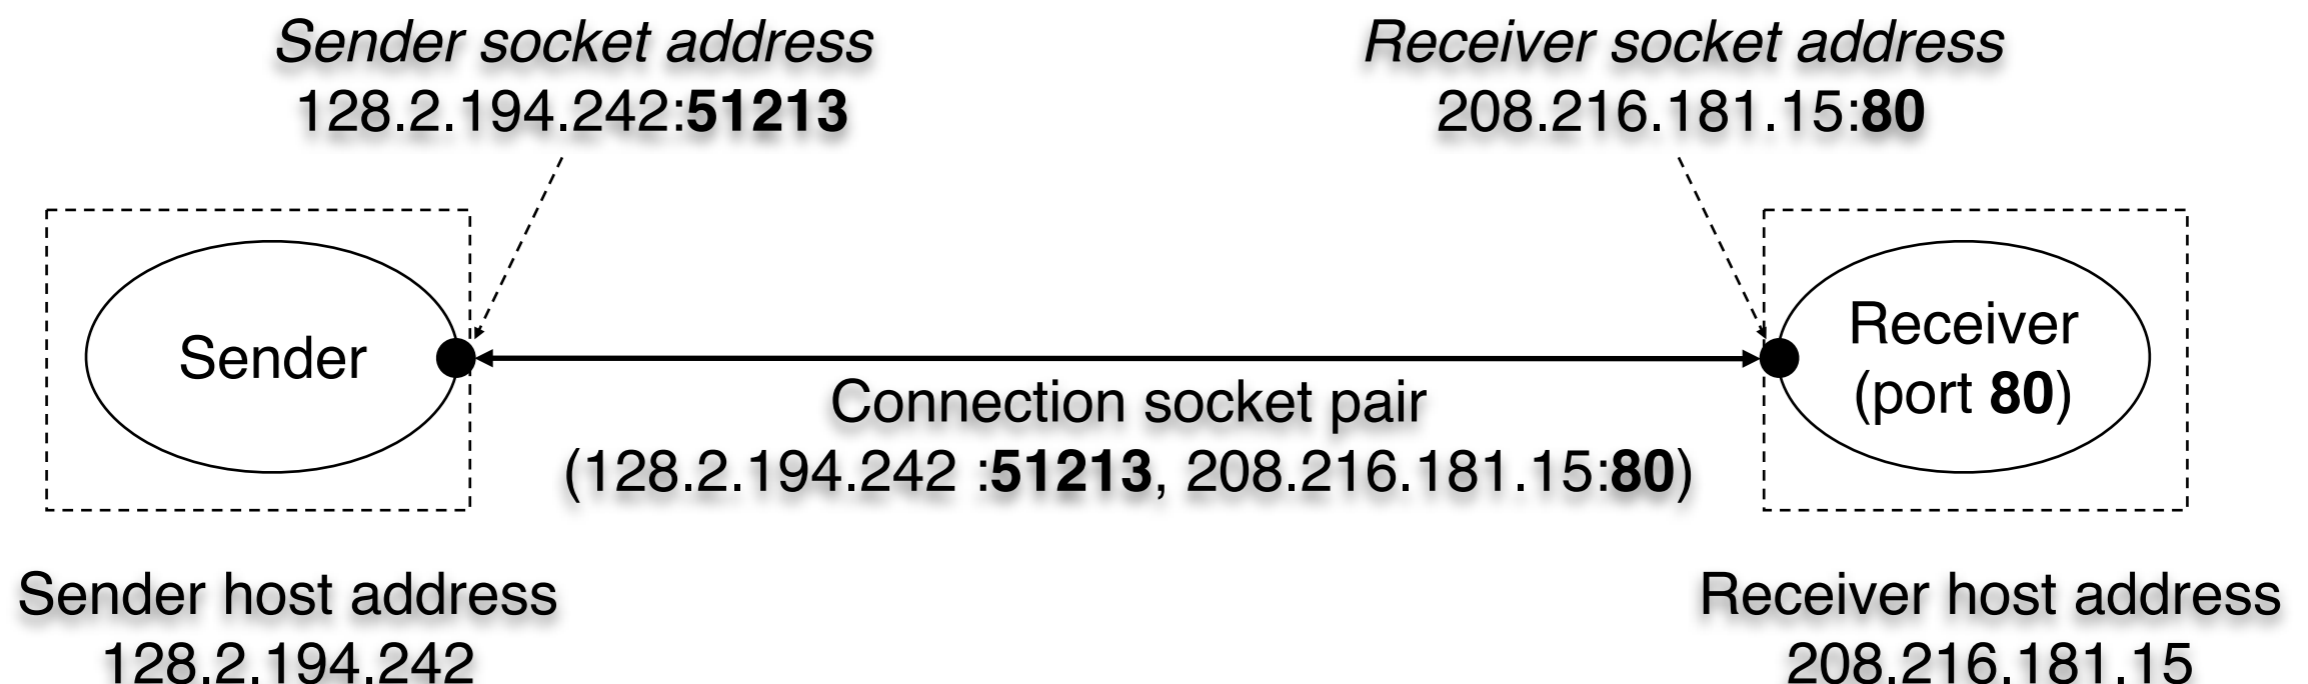 Sender socket address
128.2.194.242:51213
Receiver socket address
208.216.181.15:80
Sender
Receiver
(port 80)
Connection socket pair
(128.2.194.242 :51213, 208.216.181.15:80)
Sender host address
128.2.194.242
Receiver host address
208.216.181.15